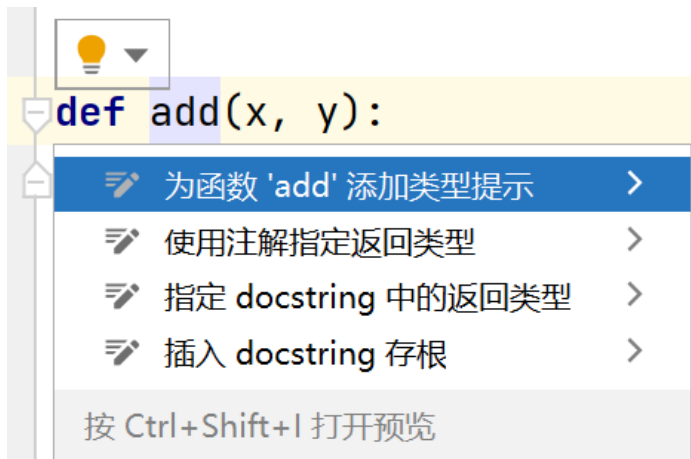 def add(x, y):
为函数 'add' 添加类型提示
使用注解指定返回类型
指定 docstring 中的返回类型
插入 docstring 存根
按 Ctrl+Shift+I 打开预览